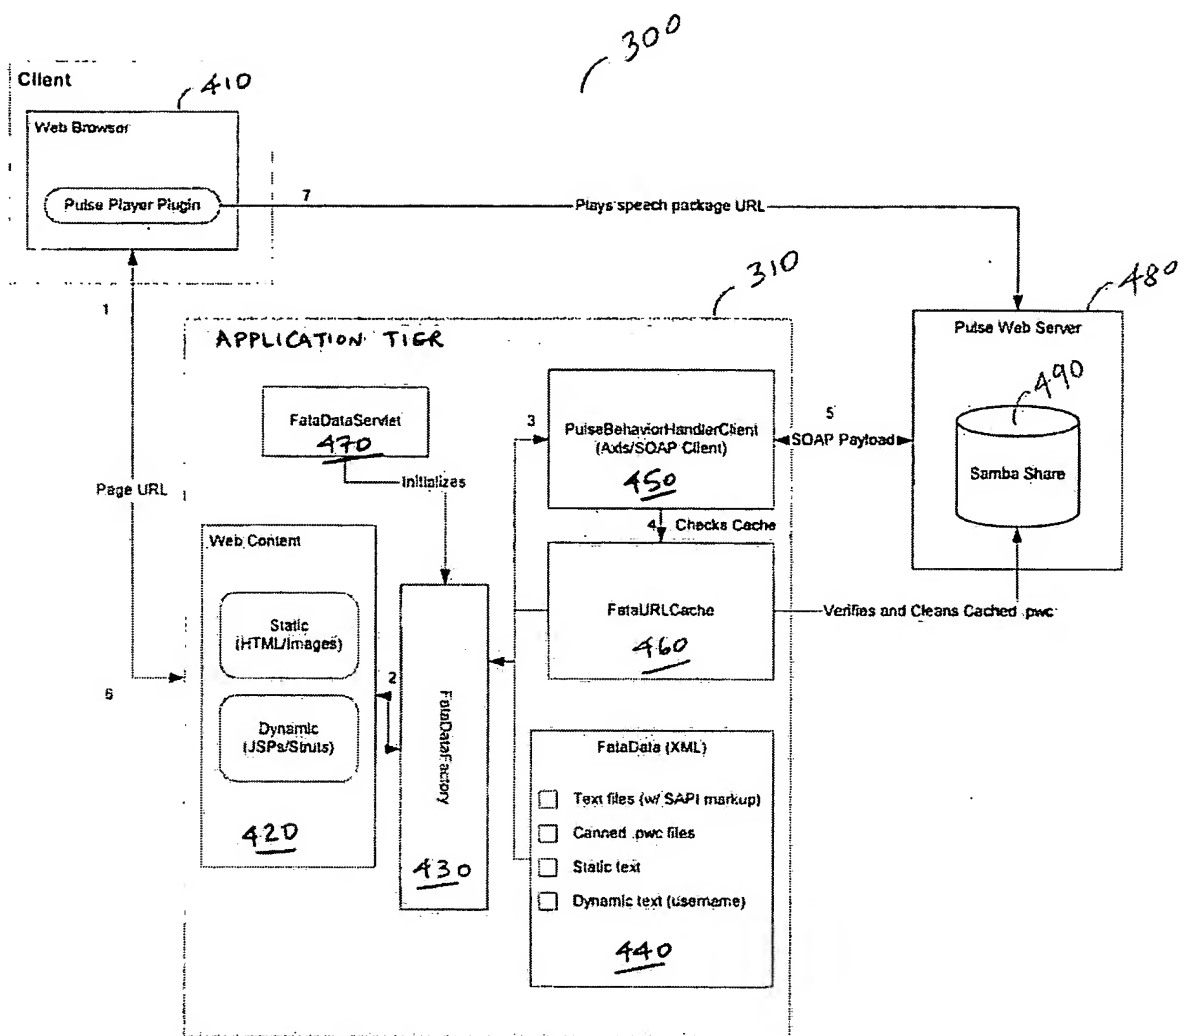 300
Client
410
Web Browser
Pulse Player Plugin
7
Plays speech package URL
1
310
480
APPLICATION TIER
Pulse Web Server
490
Samba Share
FataDataServlet
470
Initializes
3
PulseBehaviorHandlerClient
(Axis/SOAP Client)
450
5
SOAP Payload
Page URL
4
Checks Cache
Web Content
Static
(HTML/Images)
Dynamic
(JSPs/Struts)
420
2
FataDataFactory
430
FataURLCache
460
Verifies and Cleans Cached .pwc
6
FataData (XML)
Text files (w/ SAPI markup)
Canned .pwc files
Static text
Dynamic text (username)
440